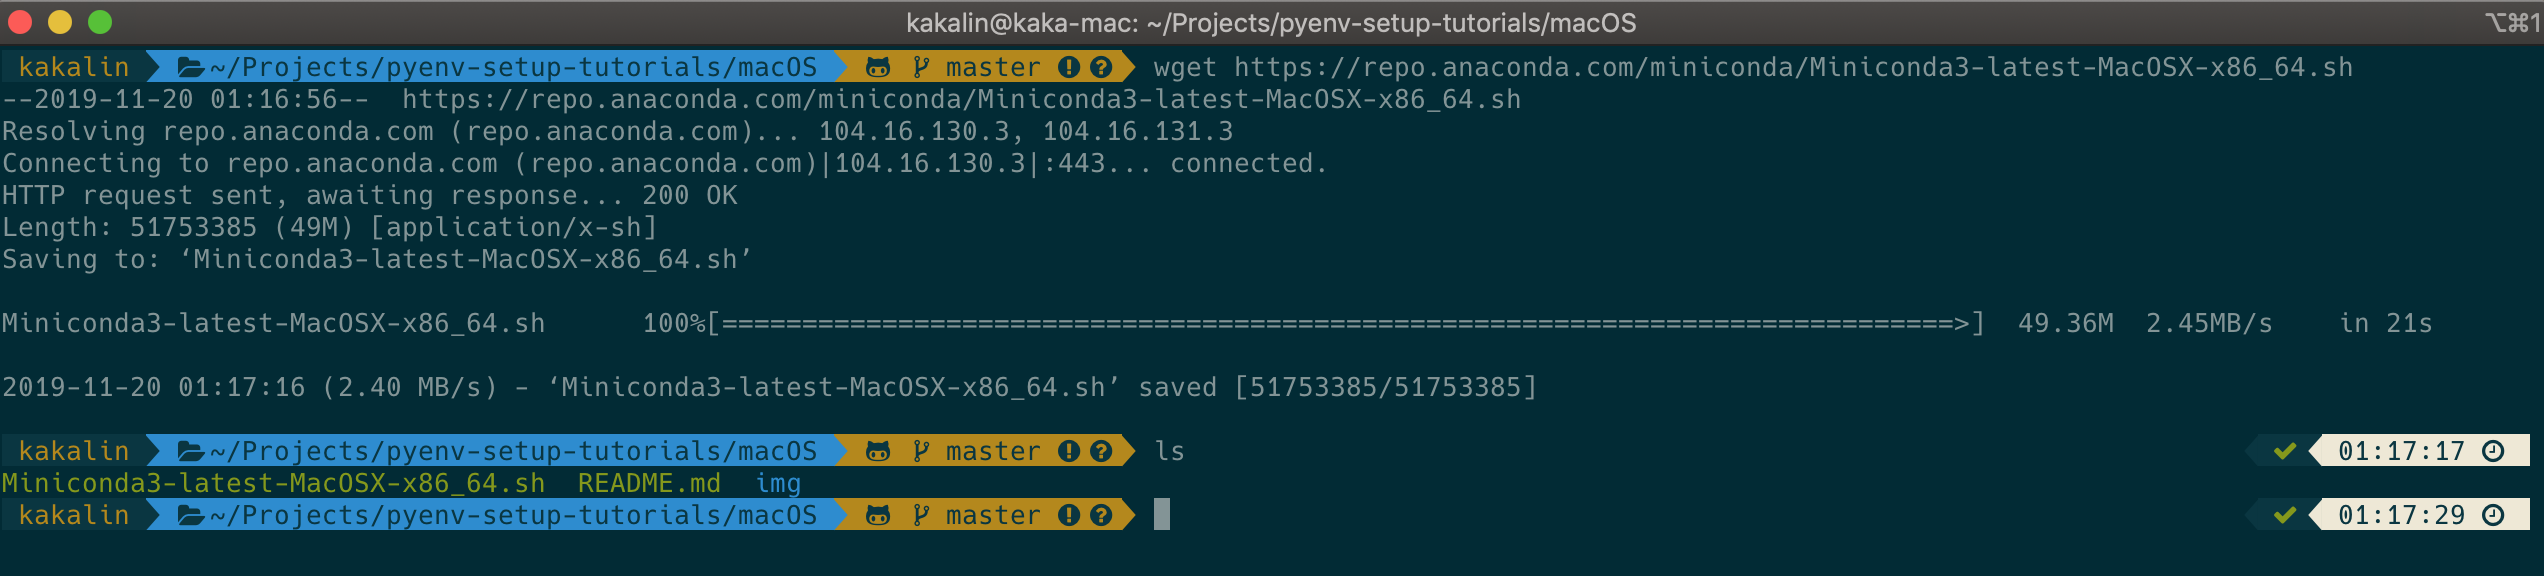 kakalin@kaka-mac: ~/Projects/pyenv-setup-tutorials/macOS ⌥⌘1
kakalin ~/Projects/pyenv-setup-tutorials/macOS master wget https://repo.anaconda.com/miniconda/Miniconda3-latest-MacOSX-x86_64.sh
--2019-11-20 01:16:56--  https://repo.anaconda.com/miniconda/Miniconda3-latest-MacOSX-x86_64.sh
Resolving repo.anaconda.com (repo.anaconda.com)... 104.16.130.3, 104.16.131.3
Connecting to repo.anaconda.com (repo.anaconda.com)|104.16.130.3|:443... connected.
HTTP request sent, awaiting response... 200 OK
Length: 51753385 (49M) [application/x-sh]
Saving to: ‘Miniconda3-latest-MacOSX-x86_64.sh’
Miniconda3-latest-MacOSX-x86_64.sh      100%[=============================================================================>]  49.36M  2.45MB/s    in 21s
2019-11-20 01:17:16 (2.40 MB/s) - ‘Miniconda3-latest-MacOSX-x86_64.sh’ saved [51753385/51753385]
kakalin ~/Projects/pyenv-setup-tutorials/macOS master ls ✔ 01:17:17
Miniconda3-latest-MacOSX-x86_64.sh  README.md  img
kakalin ~/Projects/pyenv-setup-tutorials/macOS master ✔ 01:17:29